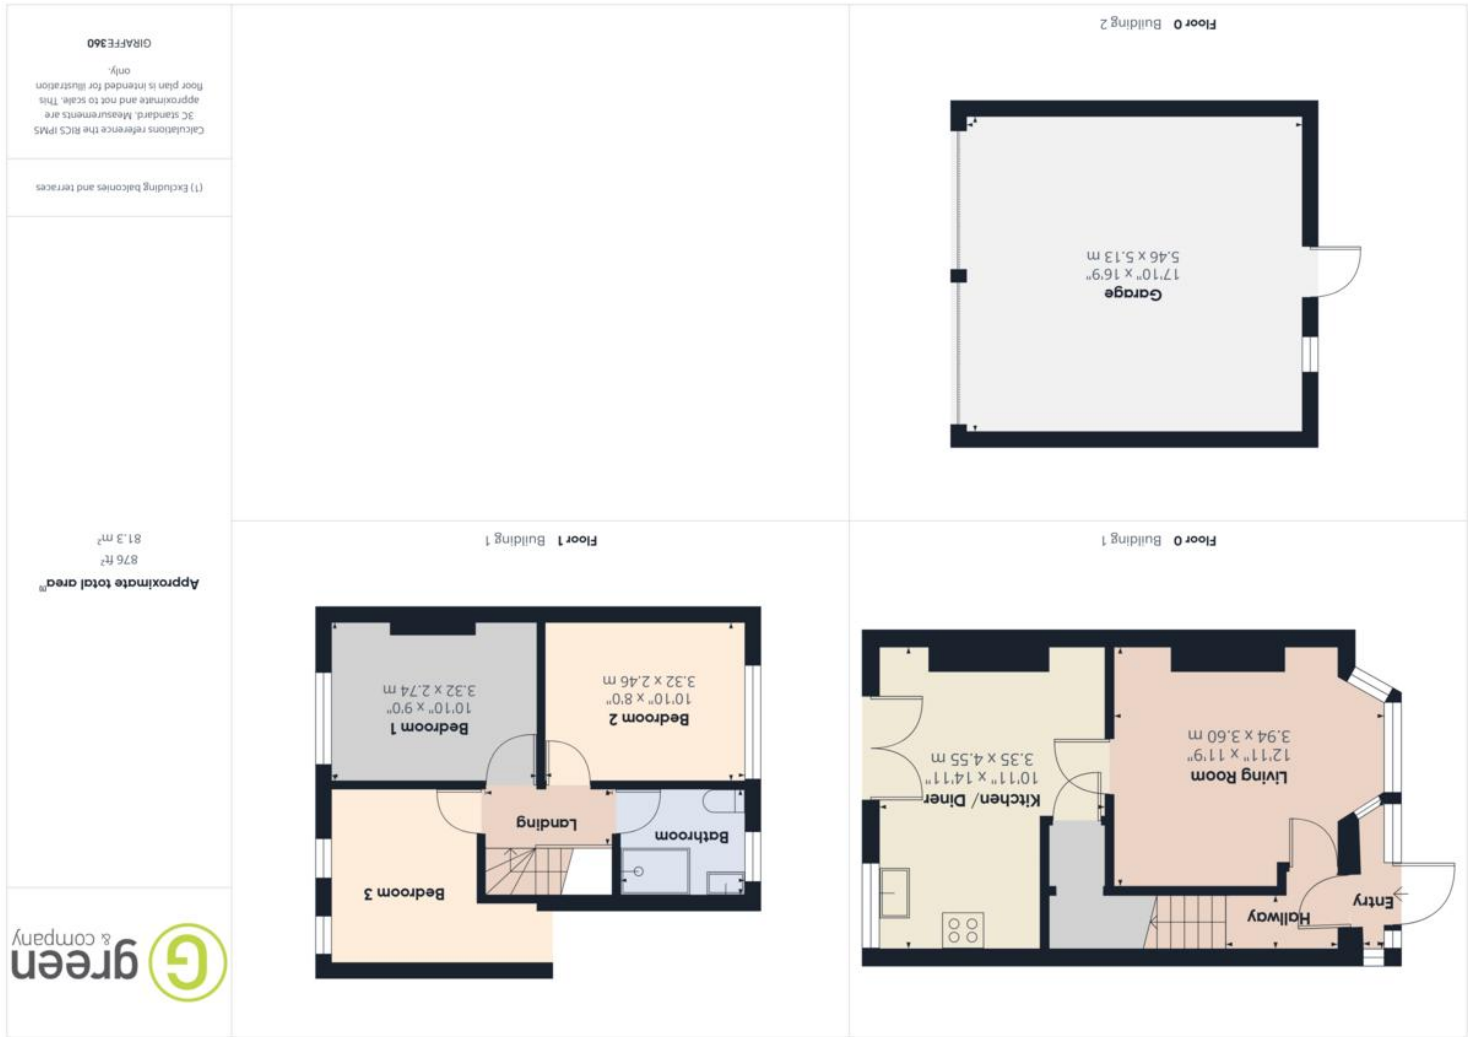 green
& company
Approximate total area(1)
876 ft²
81.3 m²
(1) Excluding balconies and terraces
Calculations reference the RICS IPMS
3C standard. Measurements are
approximate and not to scale. This
floor plan is intended for illustration
only.
GIRAFFE360
Entry
Hallway
Living Room
12'11" x 11'9"
3.94 x 3.60 m
Kitchen/ Diner
10'11" x 14'11"
3.35 x 4.55 m
Floor 0 Building 1
Bathroom
Landing
Bedroom 3
Bedroom 2
10'10" x 8'0"
3.32 x 2.46 m
Bedroom 1
10'10" x 9'0"
3.32 x 2.74 m
Floor 1 Building 1
Garage
17'10" x 16'9"
5.46 x 5.13 m
Floor 0 Building 2